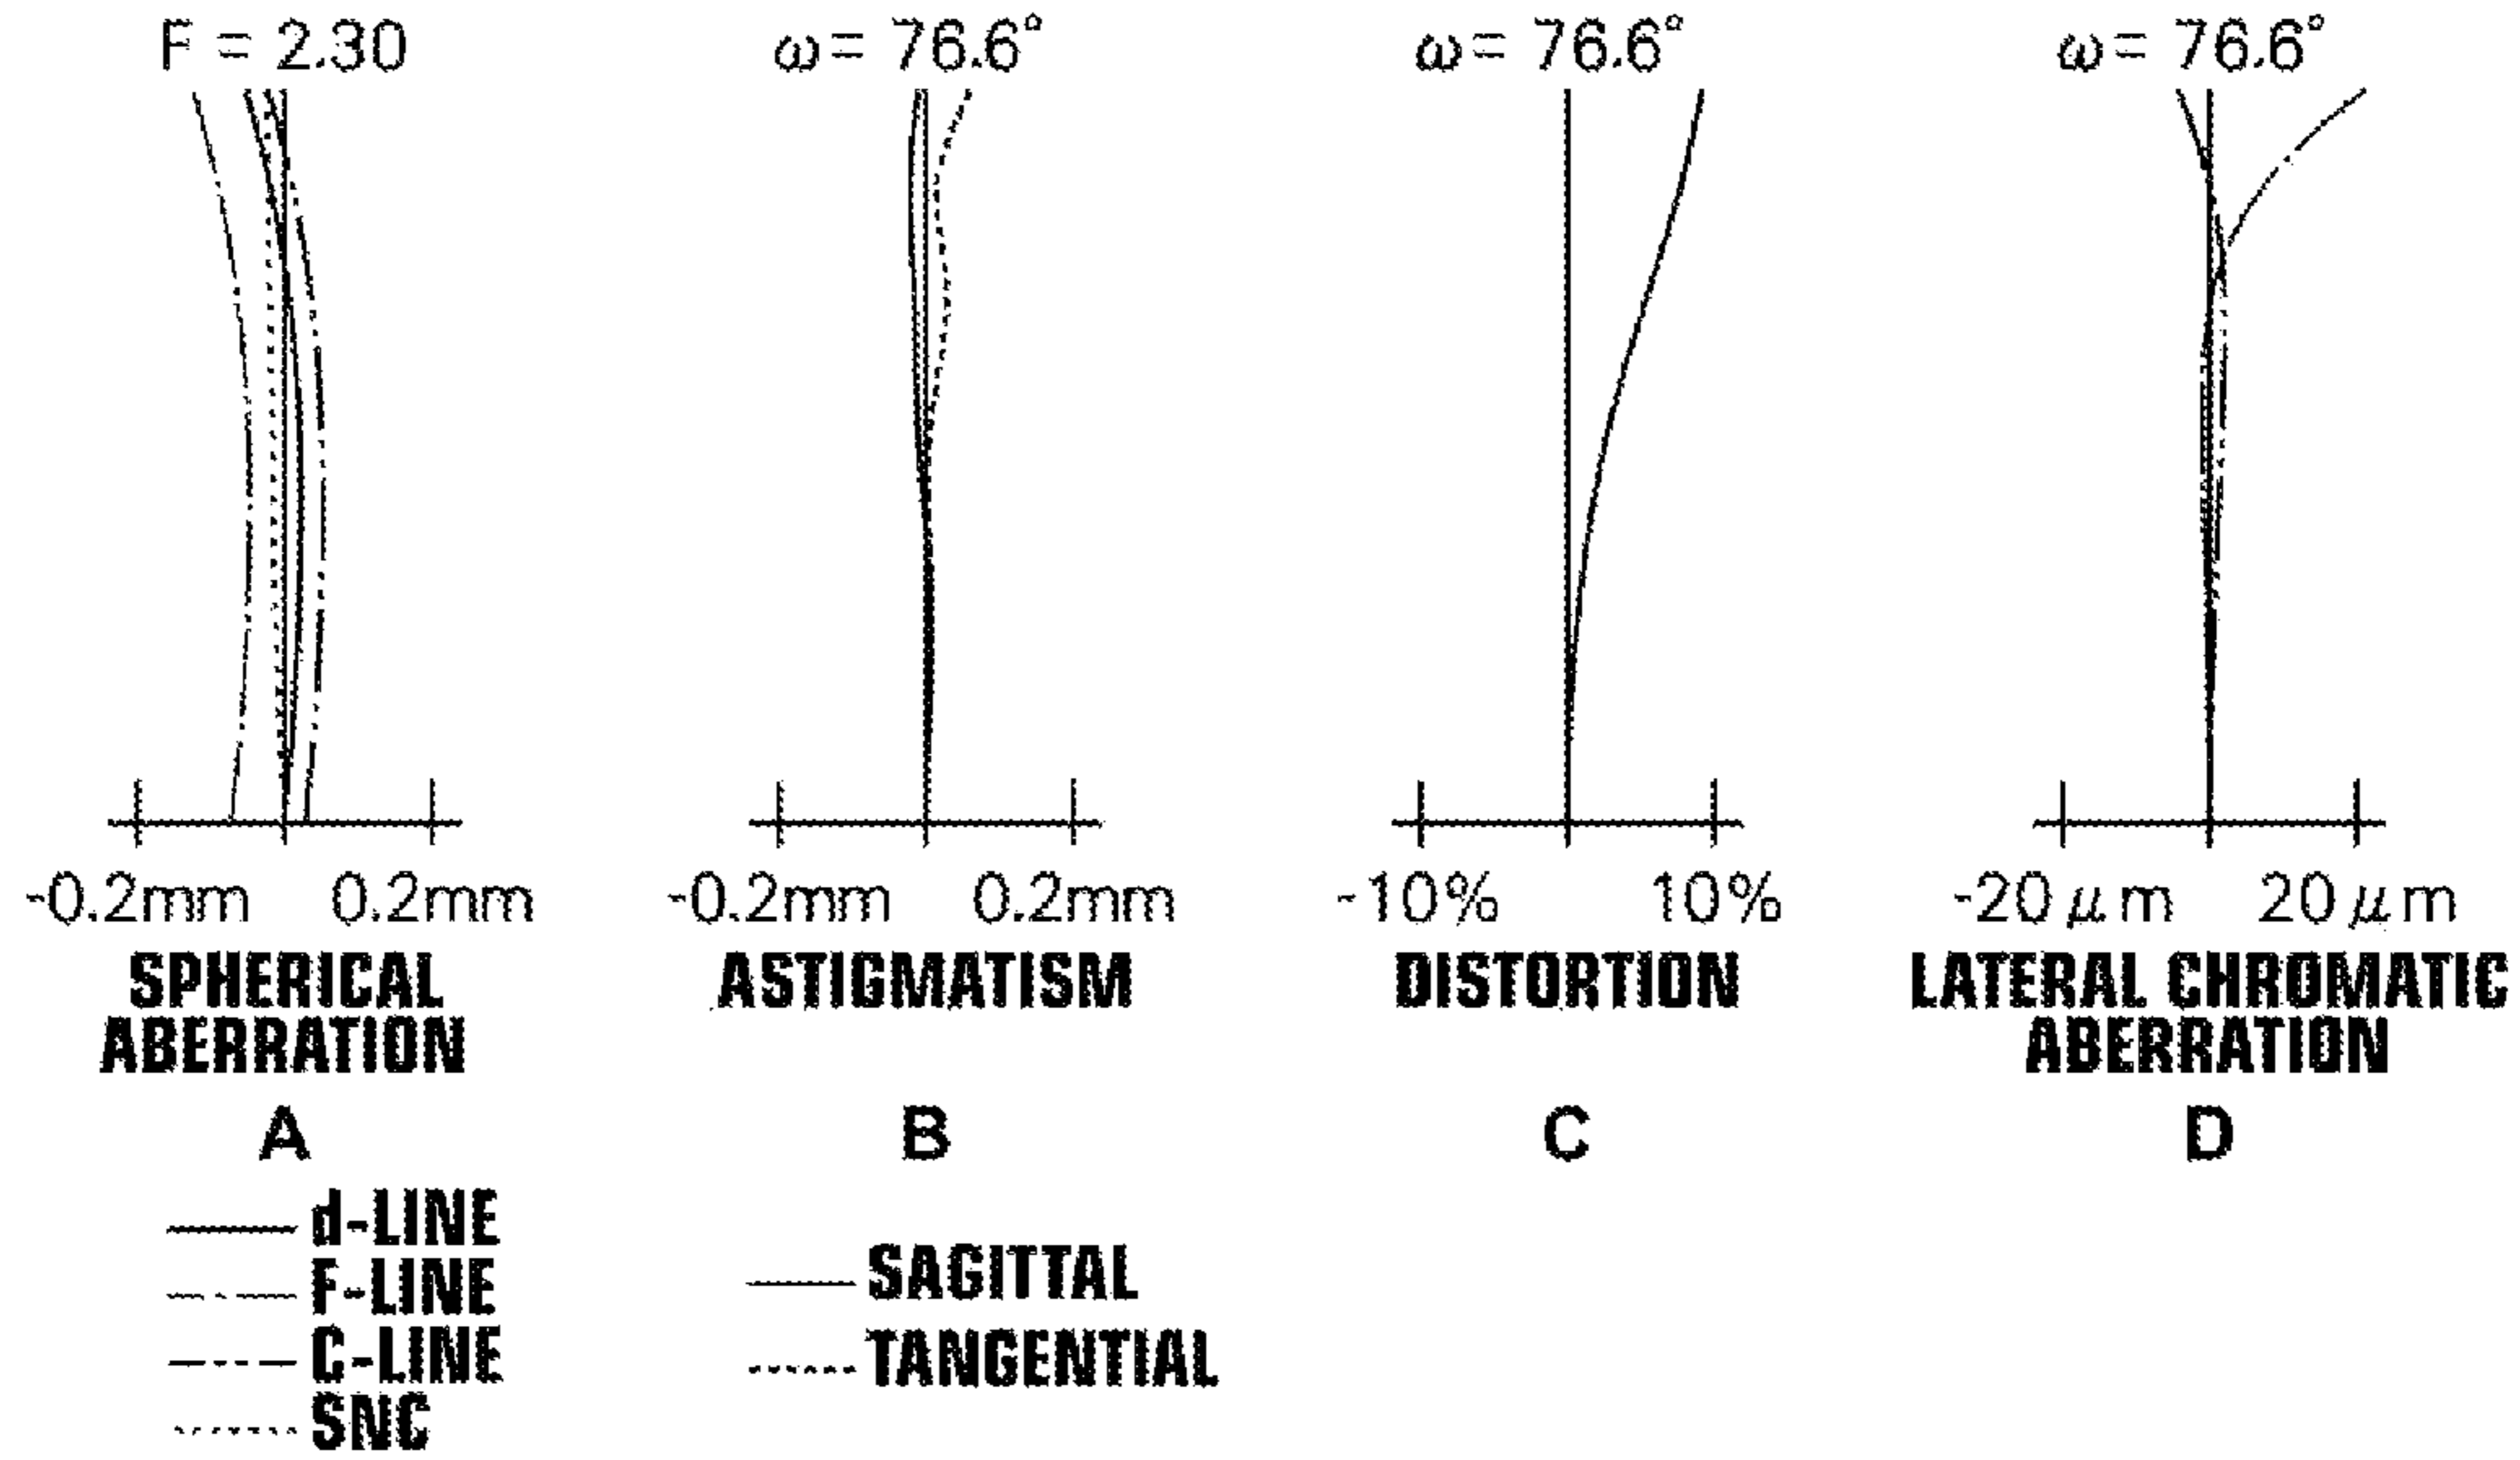 F = 2.30
ω= 76.6°
ω= 76.6°
ω= 76.6°
-0.2mm 0.2mm
-0.2mm 0.2mm
-10% 10%
-20μm 20μm
SPHERICAL
ABERRATION
ASTIGMATISM
DISTORTION
LATERAL CHROMATIC
ABERRATION
A
B
C
D
d-LINE
F-LINE
C-LINE
SNC
SAGITTAL
TANGENTIAL